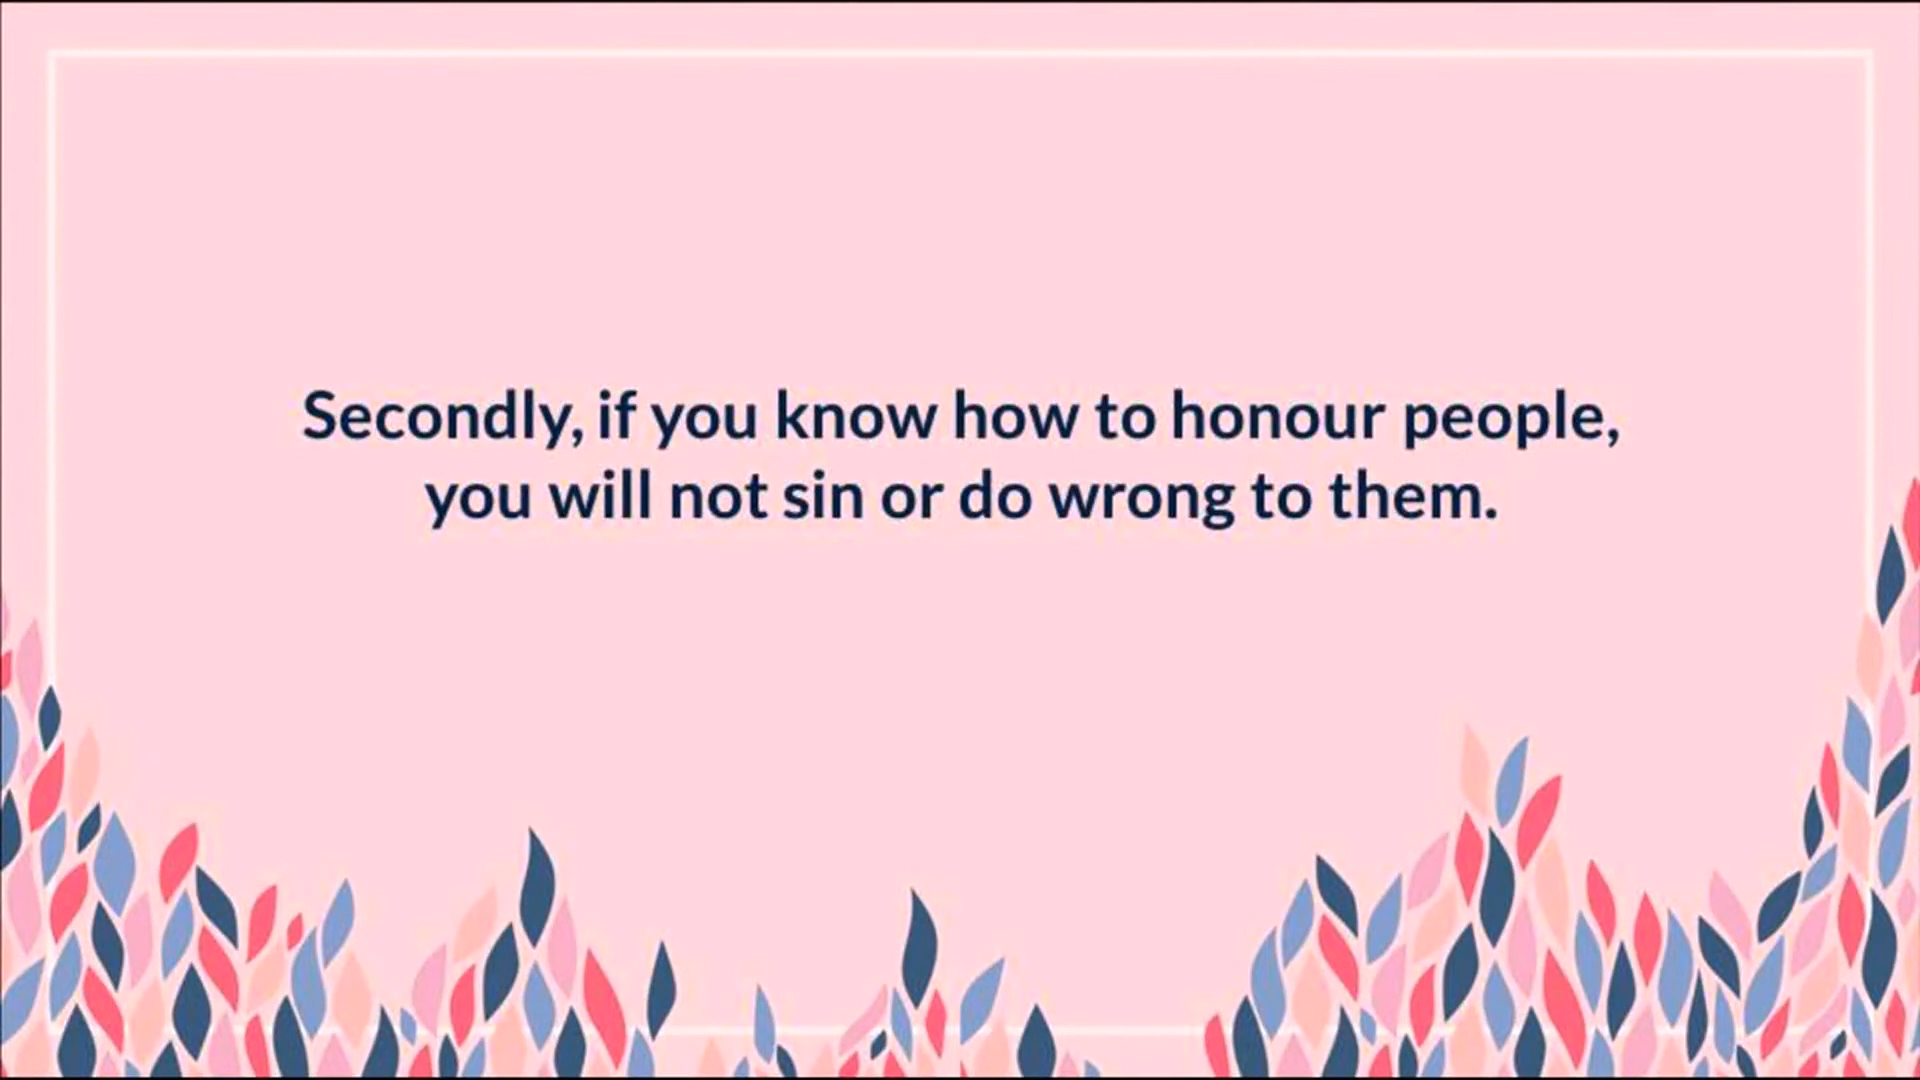 Secondly, if you know how to honour people,
you will not sin or do wrong to them.